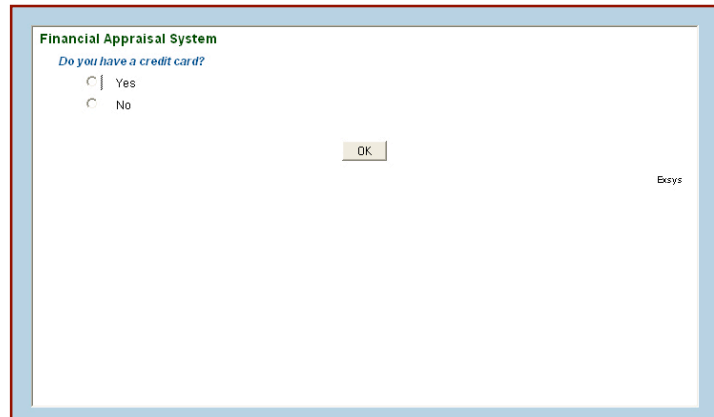 Financial Appraisal System
Do you have a credit card?
Yes
No
OK
Exsys